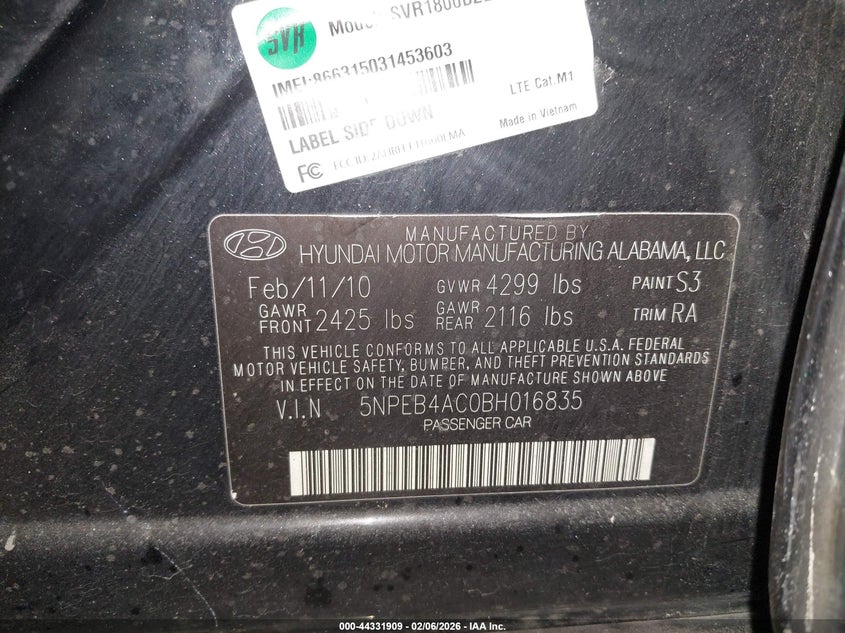 SVR
IMEI:866315031453603
LTE Cat.M1
LABEL SIDE DOWN
Made in Vietnam
FC FCC ID:
MANUFACTURED BY
HYUNDAI MOTOR MANUFACTURING ALABAMA, LLC
Feb/11/10 GVWR 4299 lbs PAINT S3
GAWR FRONT 2425 lbs GAWR REAR 2116 lbs TRIM RA
THIS VEHICLE CONFORMS TO ALL APPLICABLE U.S.A. FEDERAL
MOTOR VEHICLE SAFETY, BUMPER, AND THEFT PREVENTION STANDARDS
IN EFFECT ON THE DATE OF MANUFACTURE SHOWN ABOVE
V.I.N 5NPEB4AC0BH016835
PASSENGER CAR
000-44331909 - 02/06/2026 - IAA Inc.